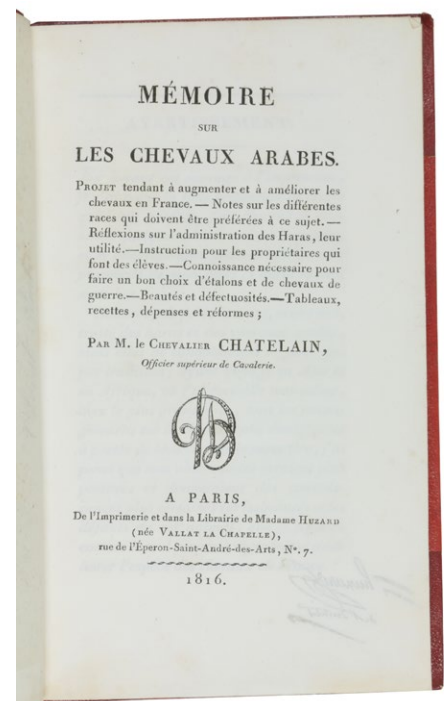 MÉMOIRE
SUR
LES CHEVAUX ARABES.
PROJET tendant à augmenter et à améliorer les
chevaux en France. — Notes sur les différentes
races qui doivent être préférées à ce sujet. —
Réflexions sur l'administration des Haras, leur
utilité. — Instruction pour les propriétaires qui
font des élèves. — Connoissance nécessaire pour
faire un bon choix d'étalons et de chevaux de
guerre. — Beautés et défectuosités. — Tableaux,
recettes, dépenses et réformes ;
PAR M. le CHEVALIER CHATELAIN,
Officier supérieur de Cavalerie.
A PARIS,
De l'Imprimerie et dans la Librairie de Madame HUZARD
(née VALLAT LA CHAPELLE),
rue de l'Éperon-Saint-André-des-Arts, N°. 7.
1816.